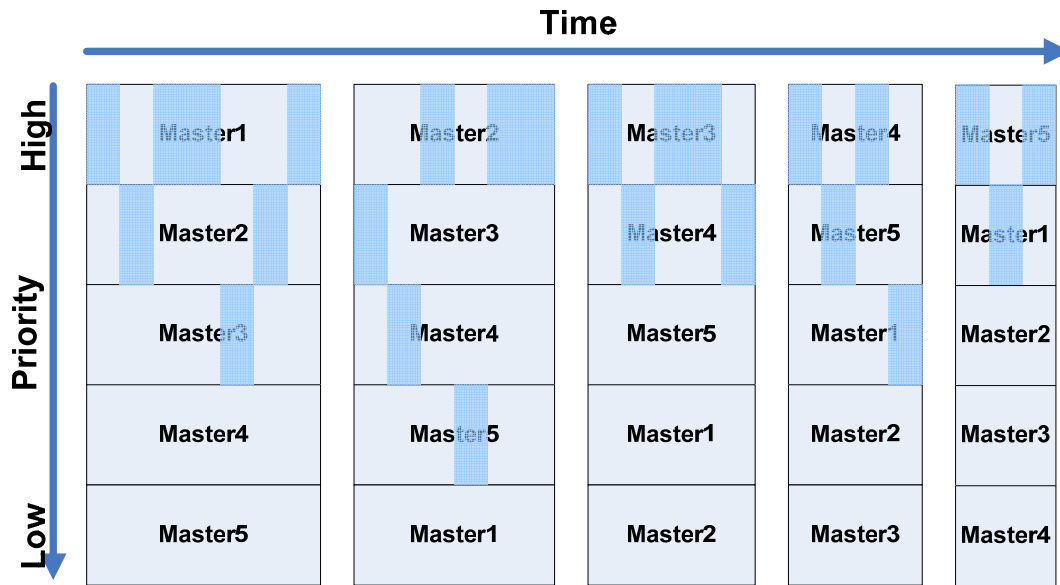 Time
High
Priority
Low
Master1 Master2 Master3 Master4 Master5
Master2 Master3 Master4 Master5 Master1
Master3 Master4 Master5 Master1 Master2
Master4 Master5 Master1 Master2 Master3
Master5 Master1 Master2 Master3 Master4